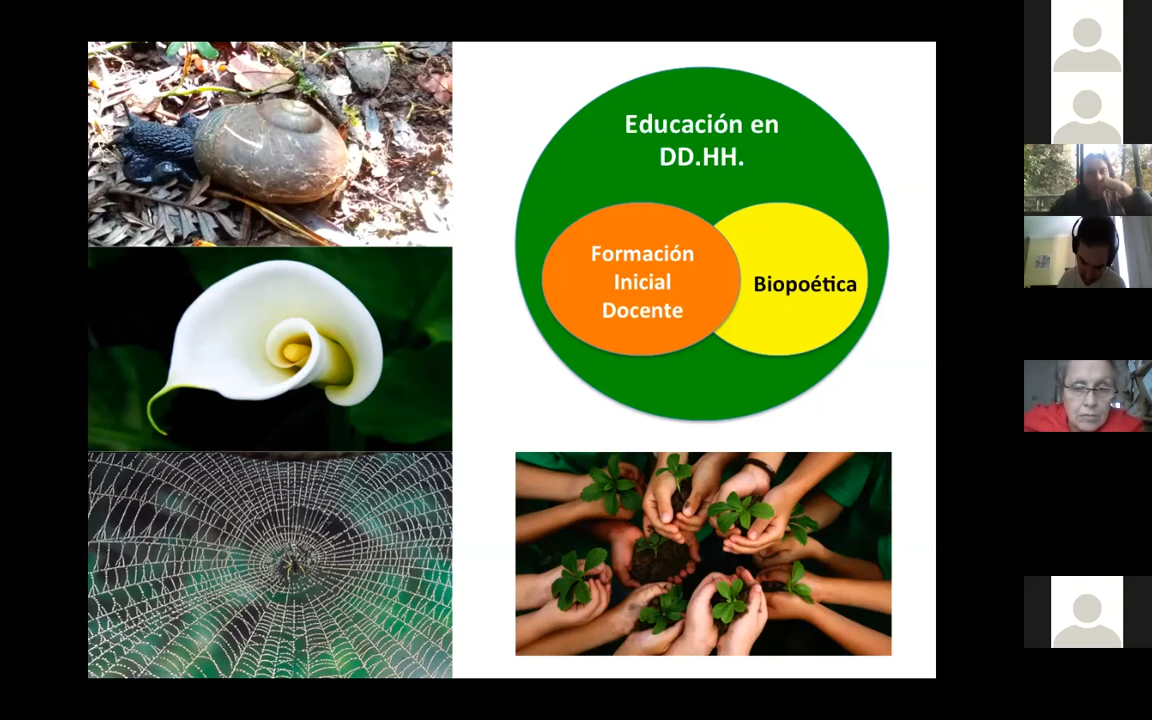 Educación en
DD.HH.
Formación
Inicial
Docente
Biopoética